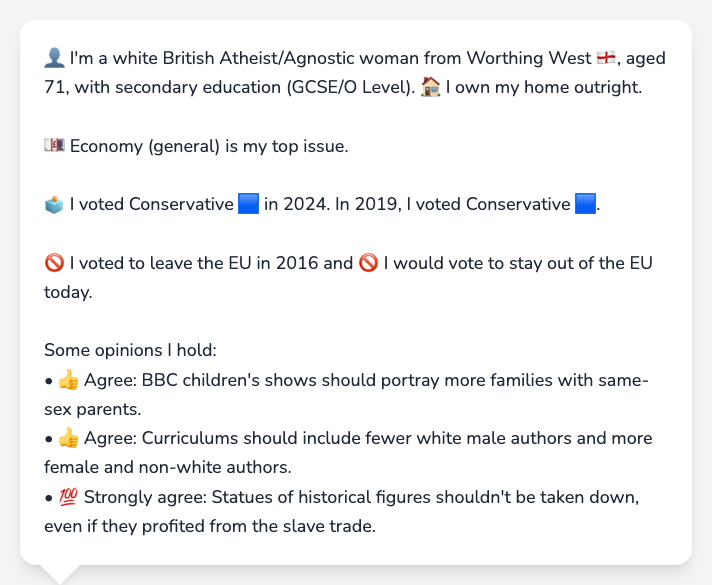 👤 I'm a white British Atheist/Agnostic woman from Worthing West 🏴󠁧󠁢󠁥󠁮󠁧󠁿, aged
71, with secondary education (GCSE/O Level). 🏠 I own my home outright.
💷 Economy (general) is my top issue.
🗳️ I voted Conservative 🟦 in 2024. In 2019, I voted Conservative 🟦.
🚫 I voted to leave the EU in 2016 and 🚫 I would vote to stay out of the EU
today.
Some opinions I hold:
• 👍 Agree: BBC children's shows should portray more families with same-
sex parents.
• 👍 Agree: Curriculums should include fewer white male authors and more
female and non-white authors.
• 💯 Strongly agree: Statues of historical figures shouldn't be taken down,
even if they profited from the slave trade.